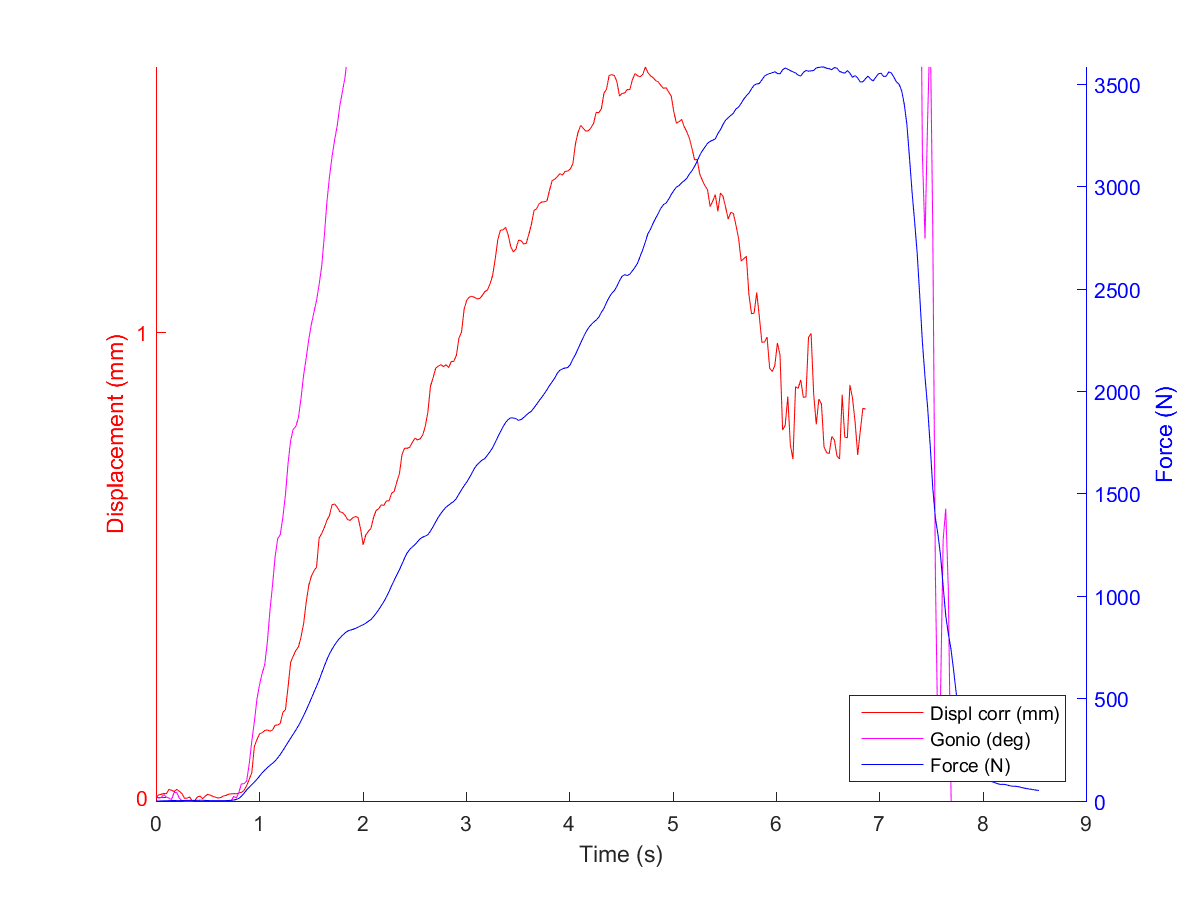 Displacement (mm)
1
0
3500
3000
2500
2000
1500
1000
500
0
Force (N)
Displ corr (mm)
Gonio (deg)
Force (N)
0 1 2 3 4 5 6 7 8 9
Time (s)